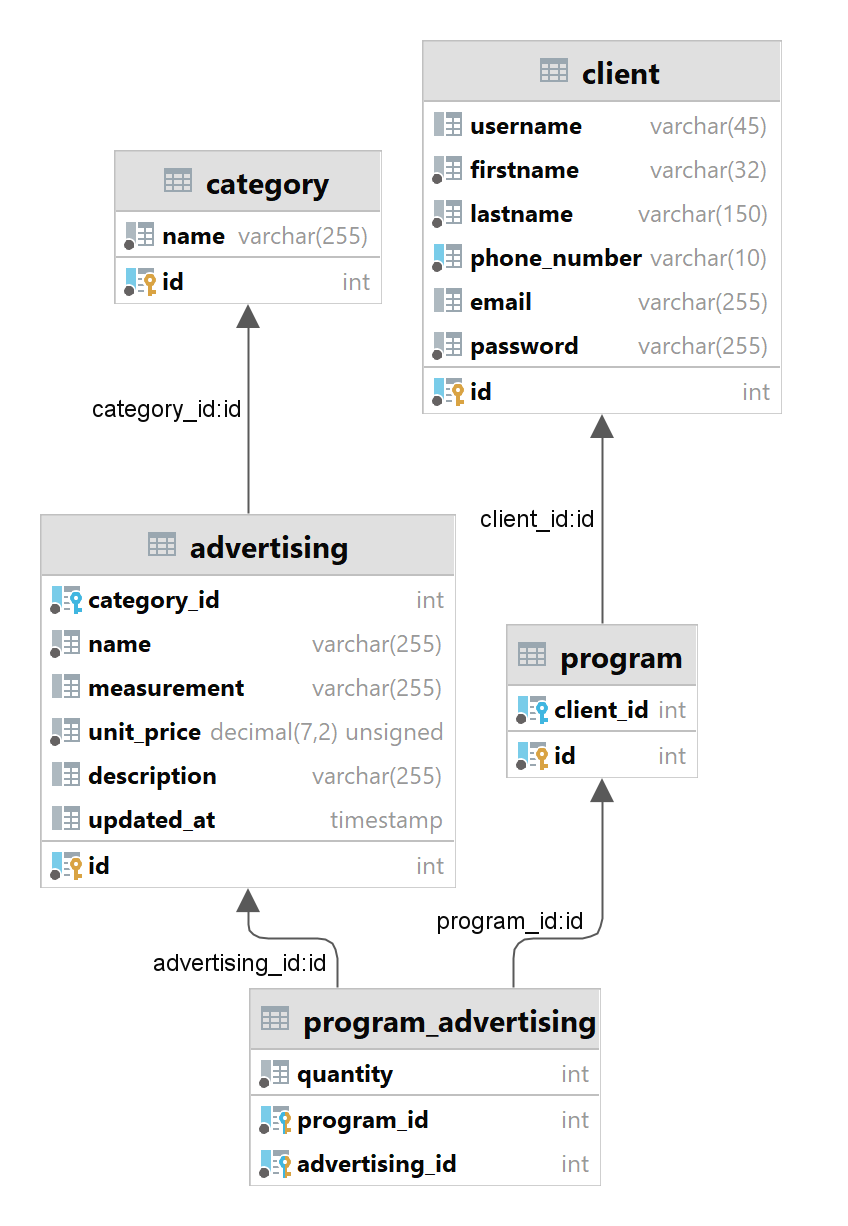 client
username varchar(45)
firstname varchar(32)
lastname varchar(150)
phone_number varchar(10)
email varchar(255)
password varchar(255)
id int
category
name varchar(255)
id int
category_id:id
client_id:id
advertising
category_id int
name varchar(255)
measurement varchar(255)
unit_price decimal(7,2) unsigned
description varchar(255)
updated_at timestamp
id int
program
client_id int
id int
advertising_id:id
program_id:id
program_advertising
quantity int
program_id int
advertising_id int